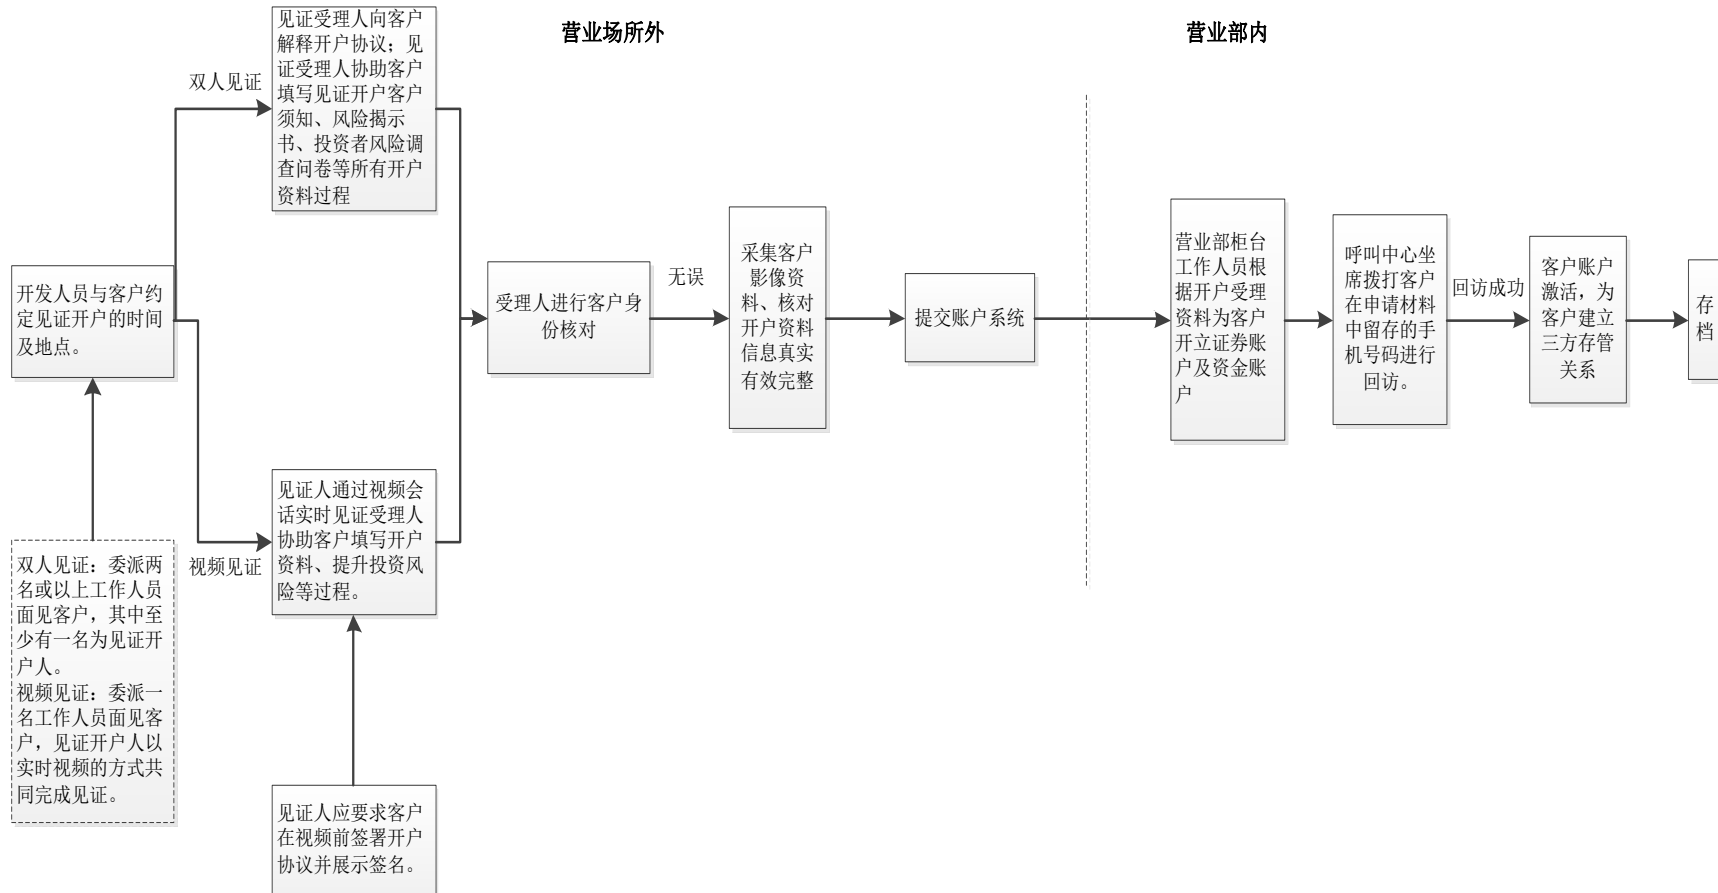 营业场所外
营业部内
见证受理人向客户
解释开户协议；见
证受理人协助客户
填写见证开户客户
须知、风险揭示
书、投资者风险调
查问卷等所有开户
资料过程
双人见证
开发人员与客户约
定见证开户的时间
及地点。
受理人进行客户身
份核对
无误
采集客户
影像资
料、核对
开户资料
信息真实
有效完整
提交账户系统
营业部柜台
工作人员根
据开户受理
资料为客户
开立证券账
户及资金账
户
呼叫中心坐
席拨打客户
在申请材料
中留存的手
机号码进行
回访。
回访成功
客户账户
激活，为
客户建立
三方存管
关系
存
档
视频见证
见证人通过视频会
话实时见证受理人
协助客户填写开户
资料、提升投资风
险等过程。
双人见证：委派两
名或以上工作人员
面见客户，其中至
少有一名为见证开
户人。
视频见证：委派一
名工作人员面见客
户，见证开户人以
实时视频的方式共
同完成见证。
见证人应要求客户
在视频前签署开户
协议并展示签名。